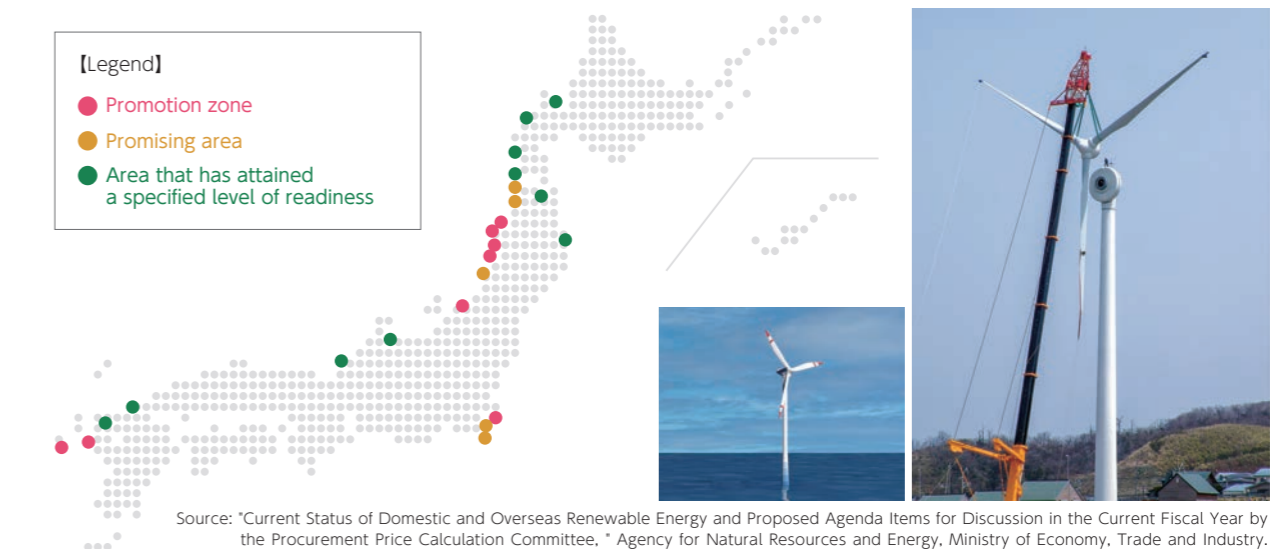 【Legend】
Promotion zone
Promising area
Area that has attained
a specified level of readiness
Source: "Current Status of Domestic and Overseas Renewable Energy and Proposed Agenda Items for Discussion in the Current Fiscal Year by
the Procurement Price Calculation Committee, " Agency for Natural Resources and Energy, Ministry of Economy, Trade and Industry.